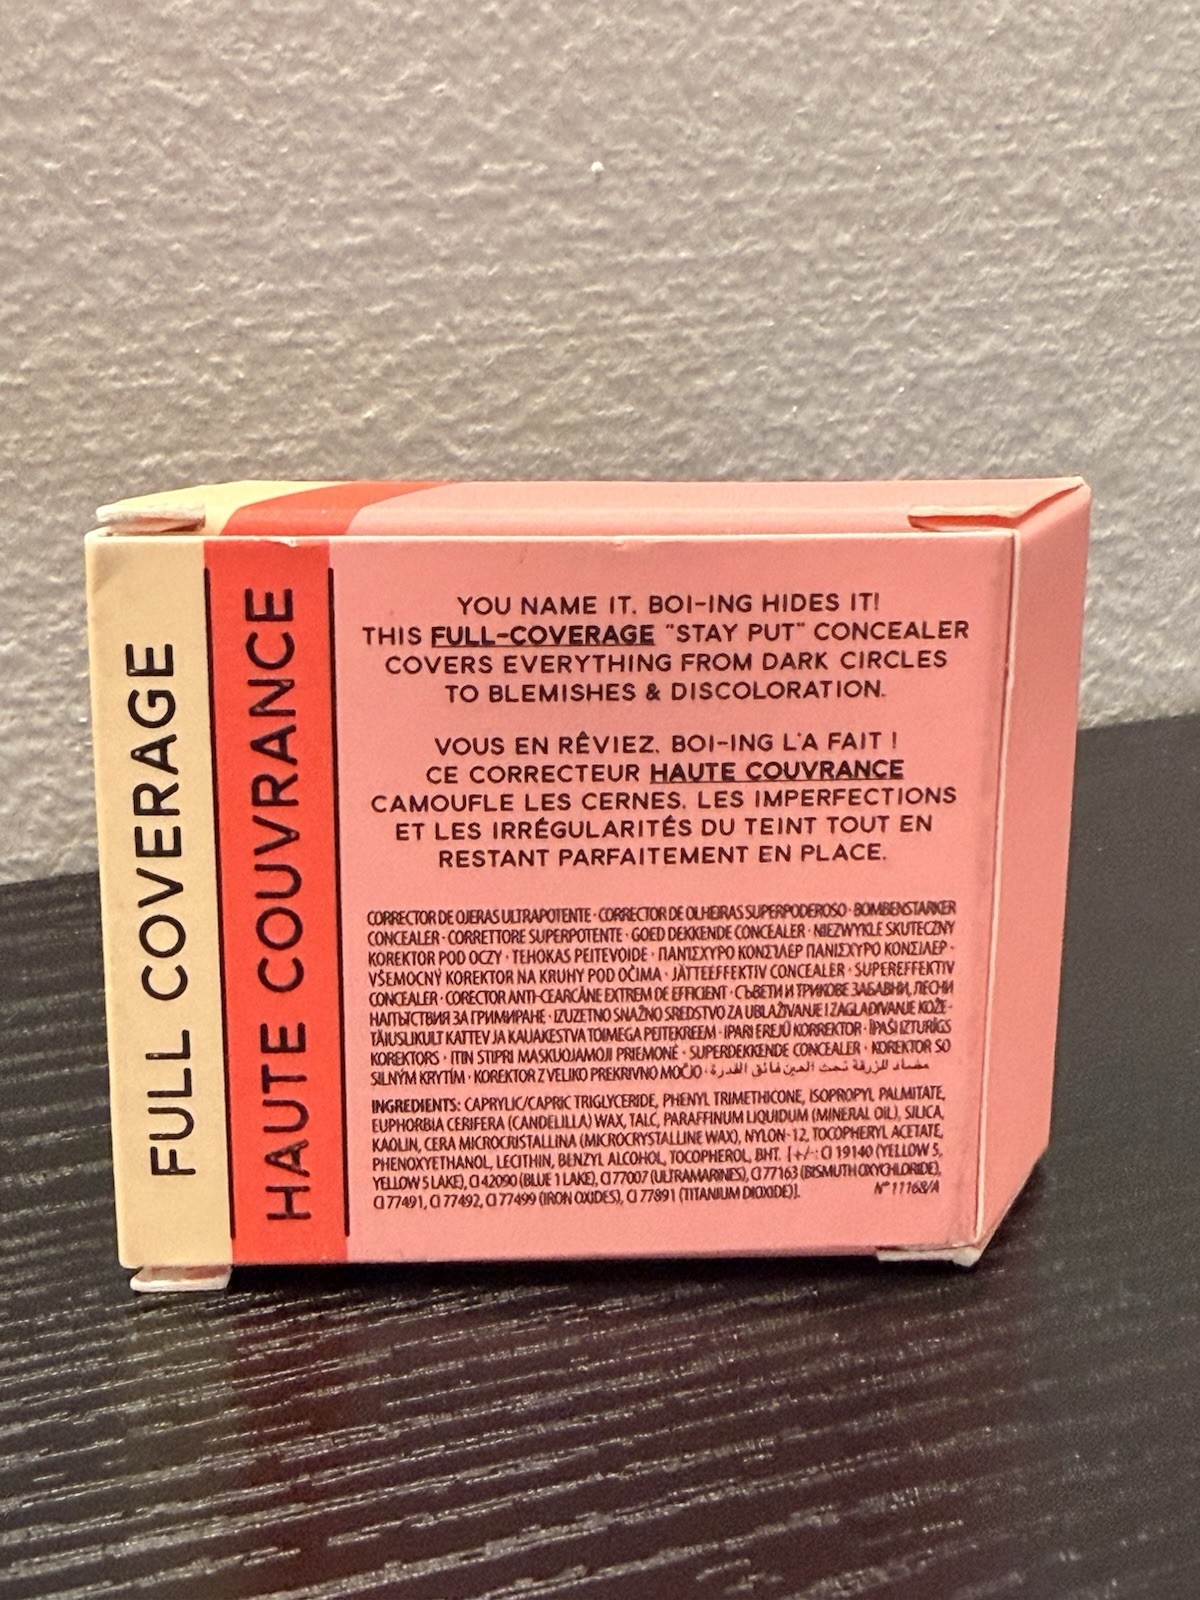 FULL COVERAGE
HAUTE COUVRANCE
YOU NAME IT. BOI-ING HIDES IT!
THIS FULL-COVERAGE "STAY PUT" CONCEALER
COVERS EVERYTHING FROM DARK CIRCLES
TO BLEMISHES & DISCOLORATION.
VOUS EN RÊVIEZ. BOI-ING L'A FAIT !
CE CORRECTEUR HAUTE COUVRANCE
CAMOUFLE LES CERNES. LES IMPERFECTIONS
ET LES IRRÉGULARITÉS DU TEINT TOUT EN
RESTANT PARFAITEMENT EN PLACE.
CORRECTOR DE OJERAS ULTRAPOTENTE · CORRECTOR DE OLHEIRAS SUPERPODEROSO · BOMBENSTARKER
CONCEALER · CORRETTORE SUPERPOTENTE · GOED DEKKENDE CONCEALER · NIEZWYKLE SKUTECZNY
KOREKTOR POD OCZY · TEHOKAS PEITEVOIDE · ΠΑΝΙΣΧΥΡΟ ΚΟΝΣΙΛΕΡ ΠΑΝΙΣΧΥΡΟ ΚΟΝΣΙΛΕΡ ·
VŠEMOCNÝ KOREKTOR NA KRUHY POD OČIMA · JÄTTEEFFEKTIV CONCEALER · SUPEREFFEKTIV
CONCEALER · CORECTOR ANTI-CEARCĂNE EXTREM DE EFFICIENT · СЪВЕТИ И ТРИКОВЕ ЗАБАВНИ, ЛЕСНИ
НАПЪТСТВИЯ ЗА ГРИМИРАНЕ · IZUZETNO SNAŽNO SREDSTVO ZA UBLAŽIVANJE I ZAGLAĐIVANJE KOŽE ·
TÄIUSLIKULT KATTEV JA KAUAKESTVA TOIMEGA PEITEKREEM · IPARI EREJŰ KORREKTOR · ĪPAŠI IZTURĪGS
KOREKTORS · ITIN STIPRI MASKUOJAMOJI PRIEMONĖ · SUPERDEKKENDE CONCEALER · KOREKTOR SO
SILNÝM KRYTÍM · KOREKTOR Z VELIKO PREKRIVNO MOČJO · مضاد للزرقة تحت العين فائق القدرة
INGREDIENTS: CAPRYLIC/CAPRIC TRIGLYCERIDE, PHENYL TRIMETHICONE, ISOPROPYL PALMITATE,
EUPHORBIA CERIFERA (CANDELILLA) WAX, TALC, PARAFFINUM LIQUIDUM (MINERAL OIL), SILICA,
KAOLIN, CERA MICROCRISTALLINA (MICROCRYSTALLINE WAX), NYLON-12, TOCOPHERYL ACETATE,
PHENOXYETHANOL, LECITHIN, BENZYL ALCOHOL, TOCOPHEROL, BHT. [+/-: CI 19140 (YELLOW 5,
YELLOW 5 LAKE), CI 42090 (BLUE 1 LAKE), CI 77007 (ULTRAMARINES), CI 77163 (BISMUTH OXYCHLORIDE),
CI 77491, CI 77492, CI 77499 (IRON OXIDES), CI 77891 (TITANIUM DIOXIDE)]. N° 11168/A